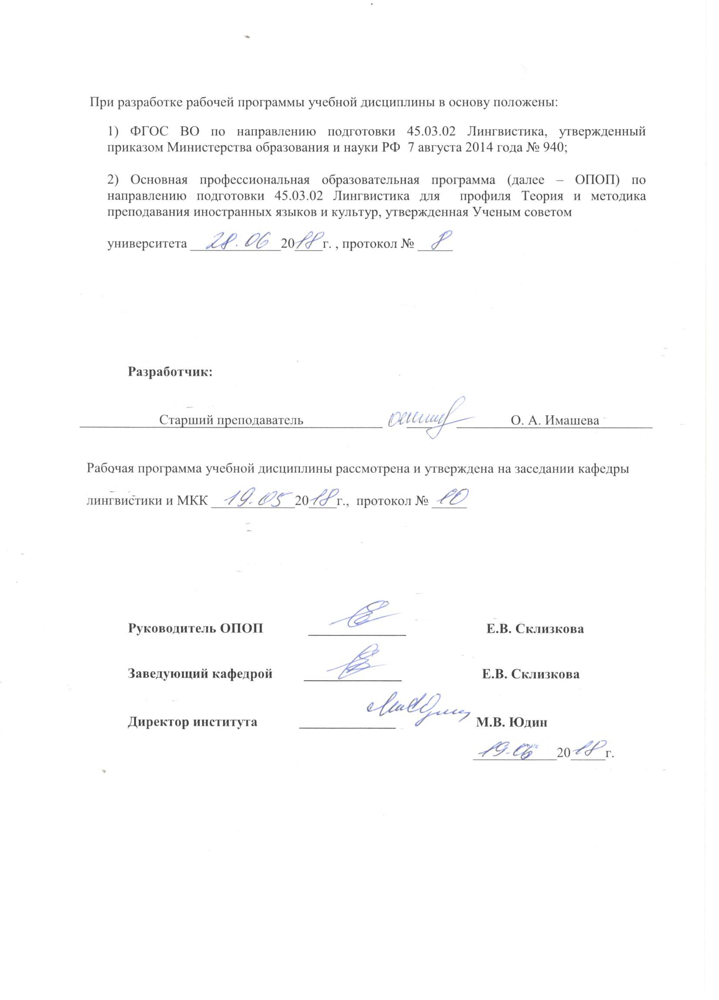 При разработке рабочей программы учебной дисциплины в основу положены:
1) ФГОС ВО по направлению подготовки 45.03.02 Лингвистика, утвержденный
приказом Министерства образования и науки РФ 7 августа 2014 года № 940;
2) Основная профессиональная образовательная программа (далее – ОПОП) по
направлению подготовки 45.03.02 Лингвистика для профиля Теория и методика
преподавания иностранных языков и культур, утвержденная Ученым советом
университета 28.06 2018 г. , протокол № 8
Разработчик:
Старший преподаватель О. А. Имашева
Рабочая программа учебной дисциплины рассмотрена и утверждена на заседании кафедры
лингвистики и МКК 19.05 2018 г., протокол № 10
Руководитель ОПОП Е.В. Склизкова
Заведующий кафедрой Е.В. Склизкова
Директор института М.В. Юдин
19.06 2018 г.